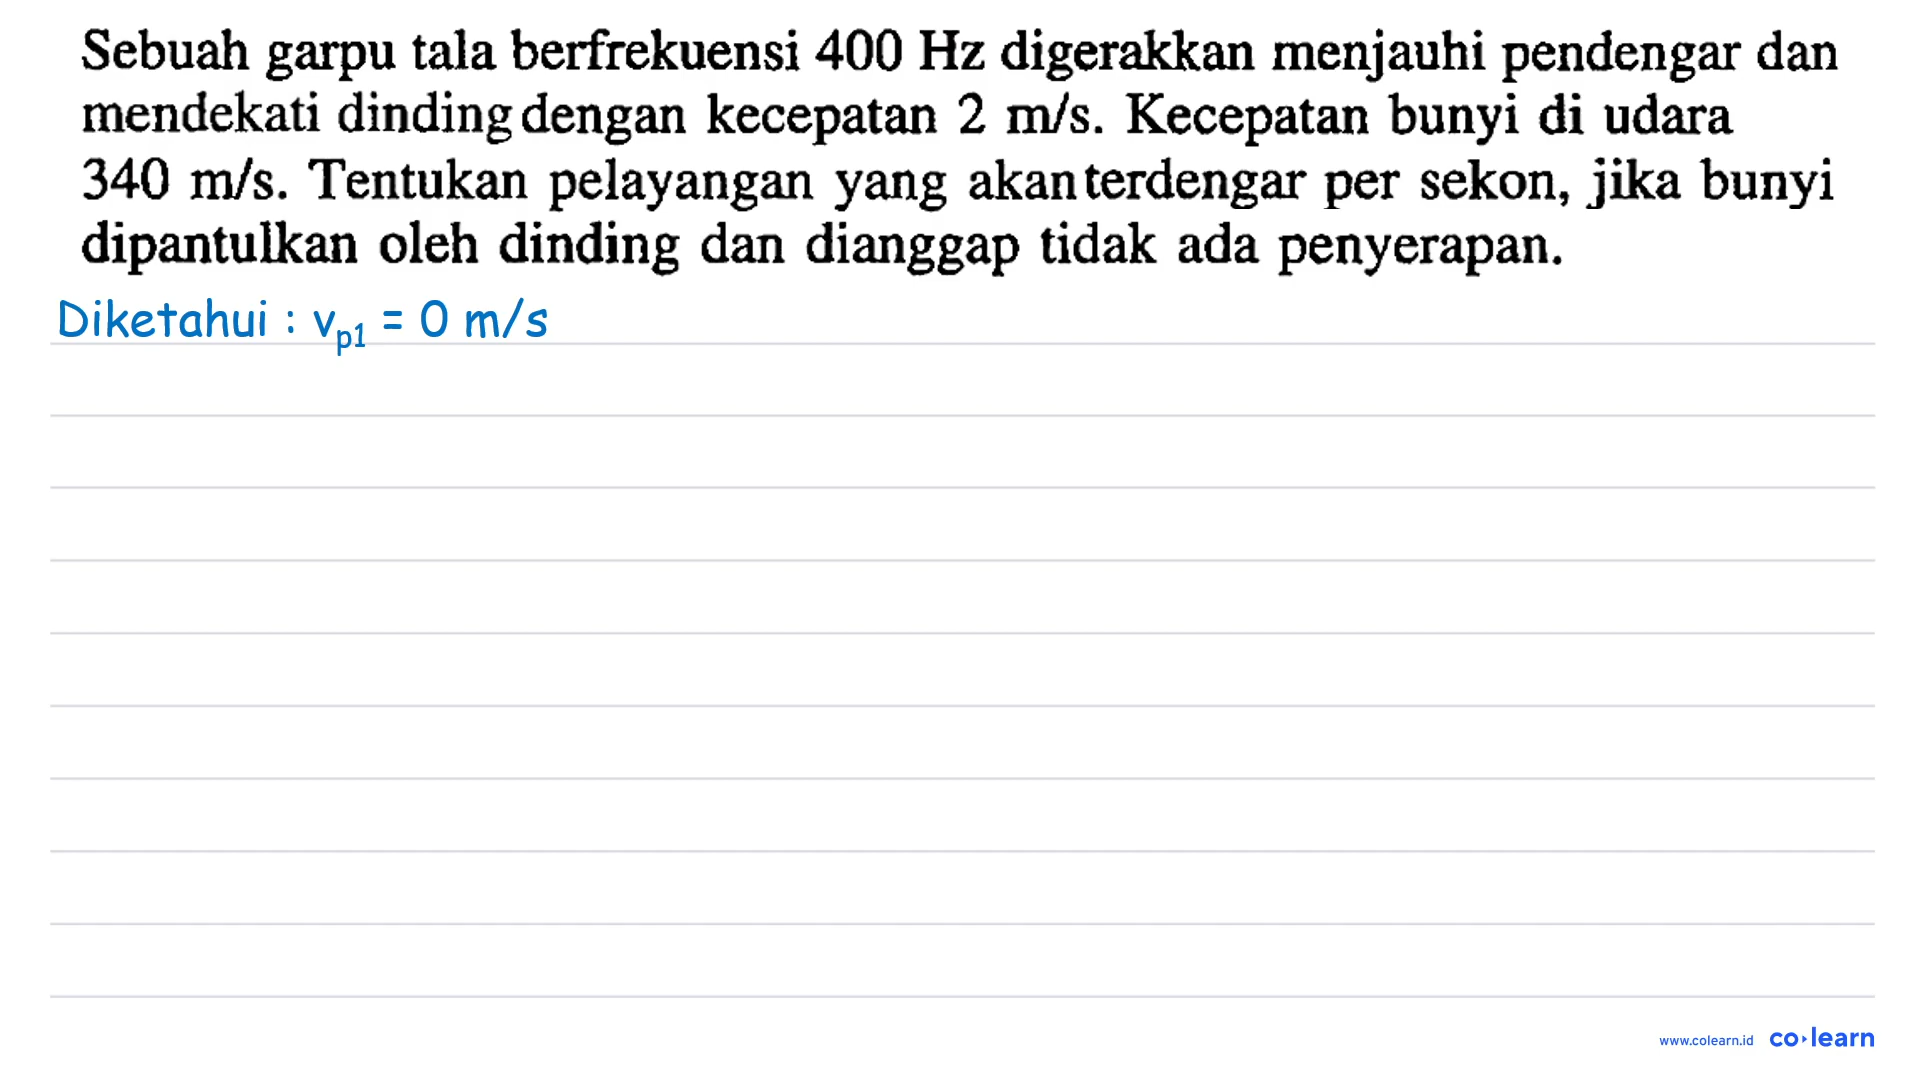 Sebuah garpu tala berfrekuensi 400 Hz digerakkan menjauhi pendengar dan
mendekati dinding dengan kecepatan 2 m/s. Kecepatan bunyi di udara
340 m/s. Tentukan pelayangan yang akan terdengar per sekon, jika bunyi
dipantulkan oleh dinding dan dianggap tidak ada penyerapan.
Diketahui : v_p1 = 0 m/s
www.colearn.id co▸learn